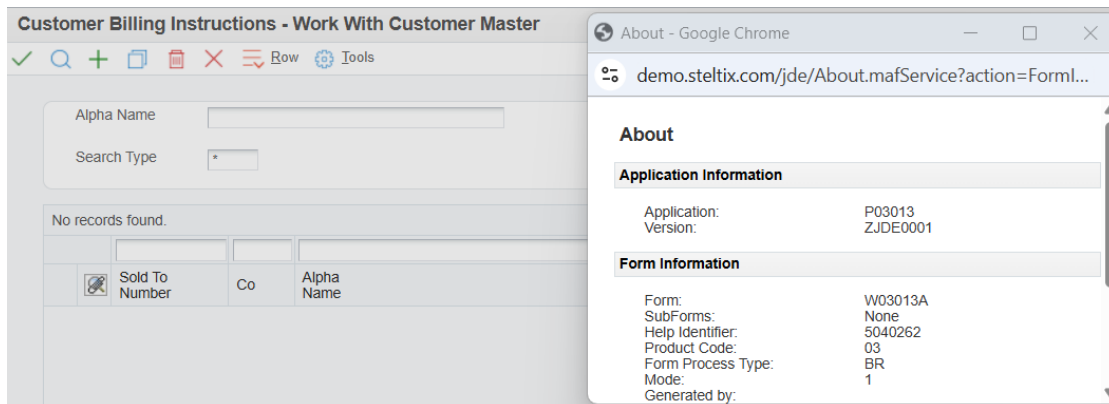 Customer Billing Instructions - Work With Customer Master
Row Tools
Alpha Name
Search Type *
No records found.
Sold To Number Co Alpha Name
About - Google Chrome
demo.steltix.com/jde/About.mafService?action=FormI...
About
Application Information
Application: P03013
Version: ZJDE0001
Form Information
Form: W03013A
SubForms: None
Help Identifier: 5040262
Product Code: 03
Form Process Type: BR
Mode: 1
Generated by: